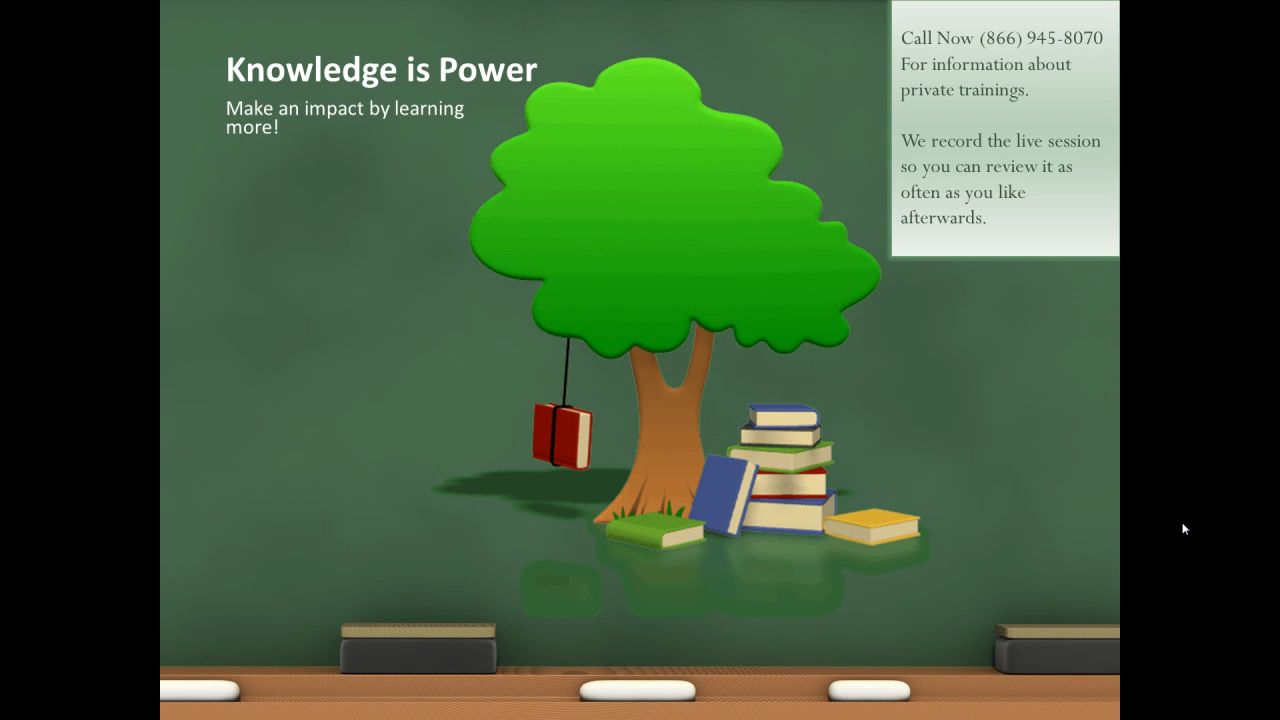 Knowledge is Power
Make an impact by learning
more!
Call Now (866) 945-8070
For information about
private trainings.
We record the live session
so you can review it as
often as you like
afterwards.